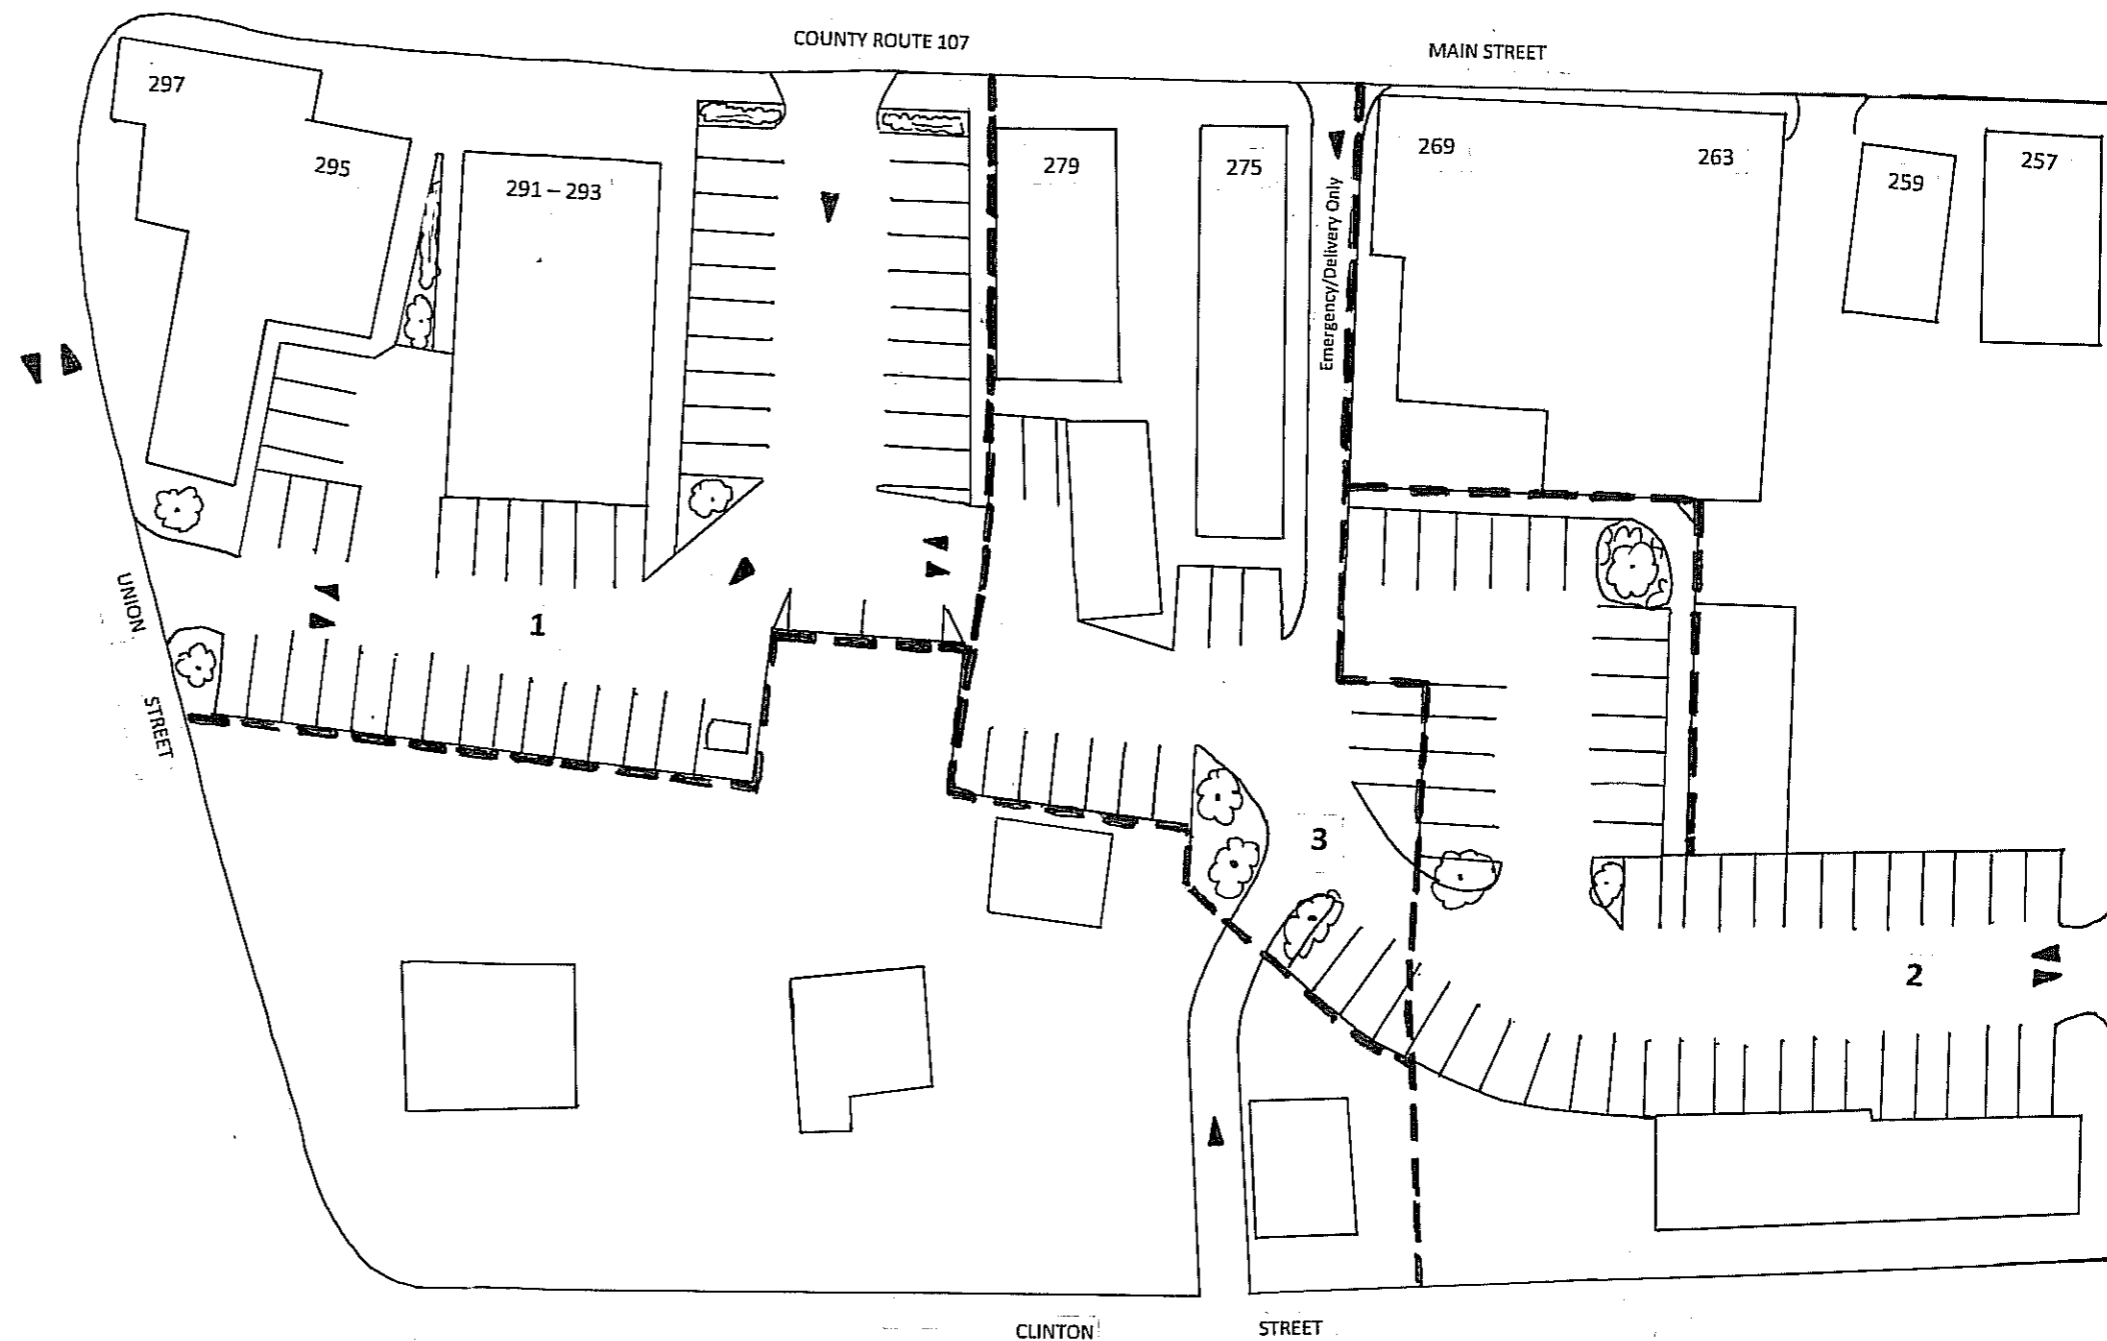 COUNTY ROUTE 107
MAIN STREET
297
295
291 – 293
279
275
Emergency/Delivery Only
269
263
259
257
1
UNION
STREET
3
2
CLINTON STREET